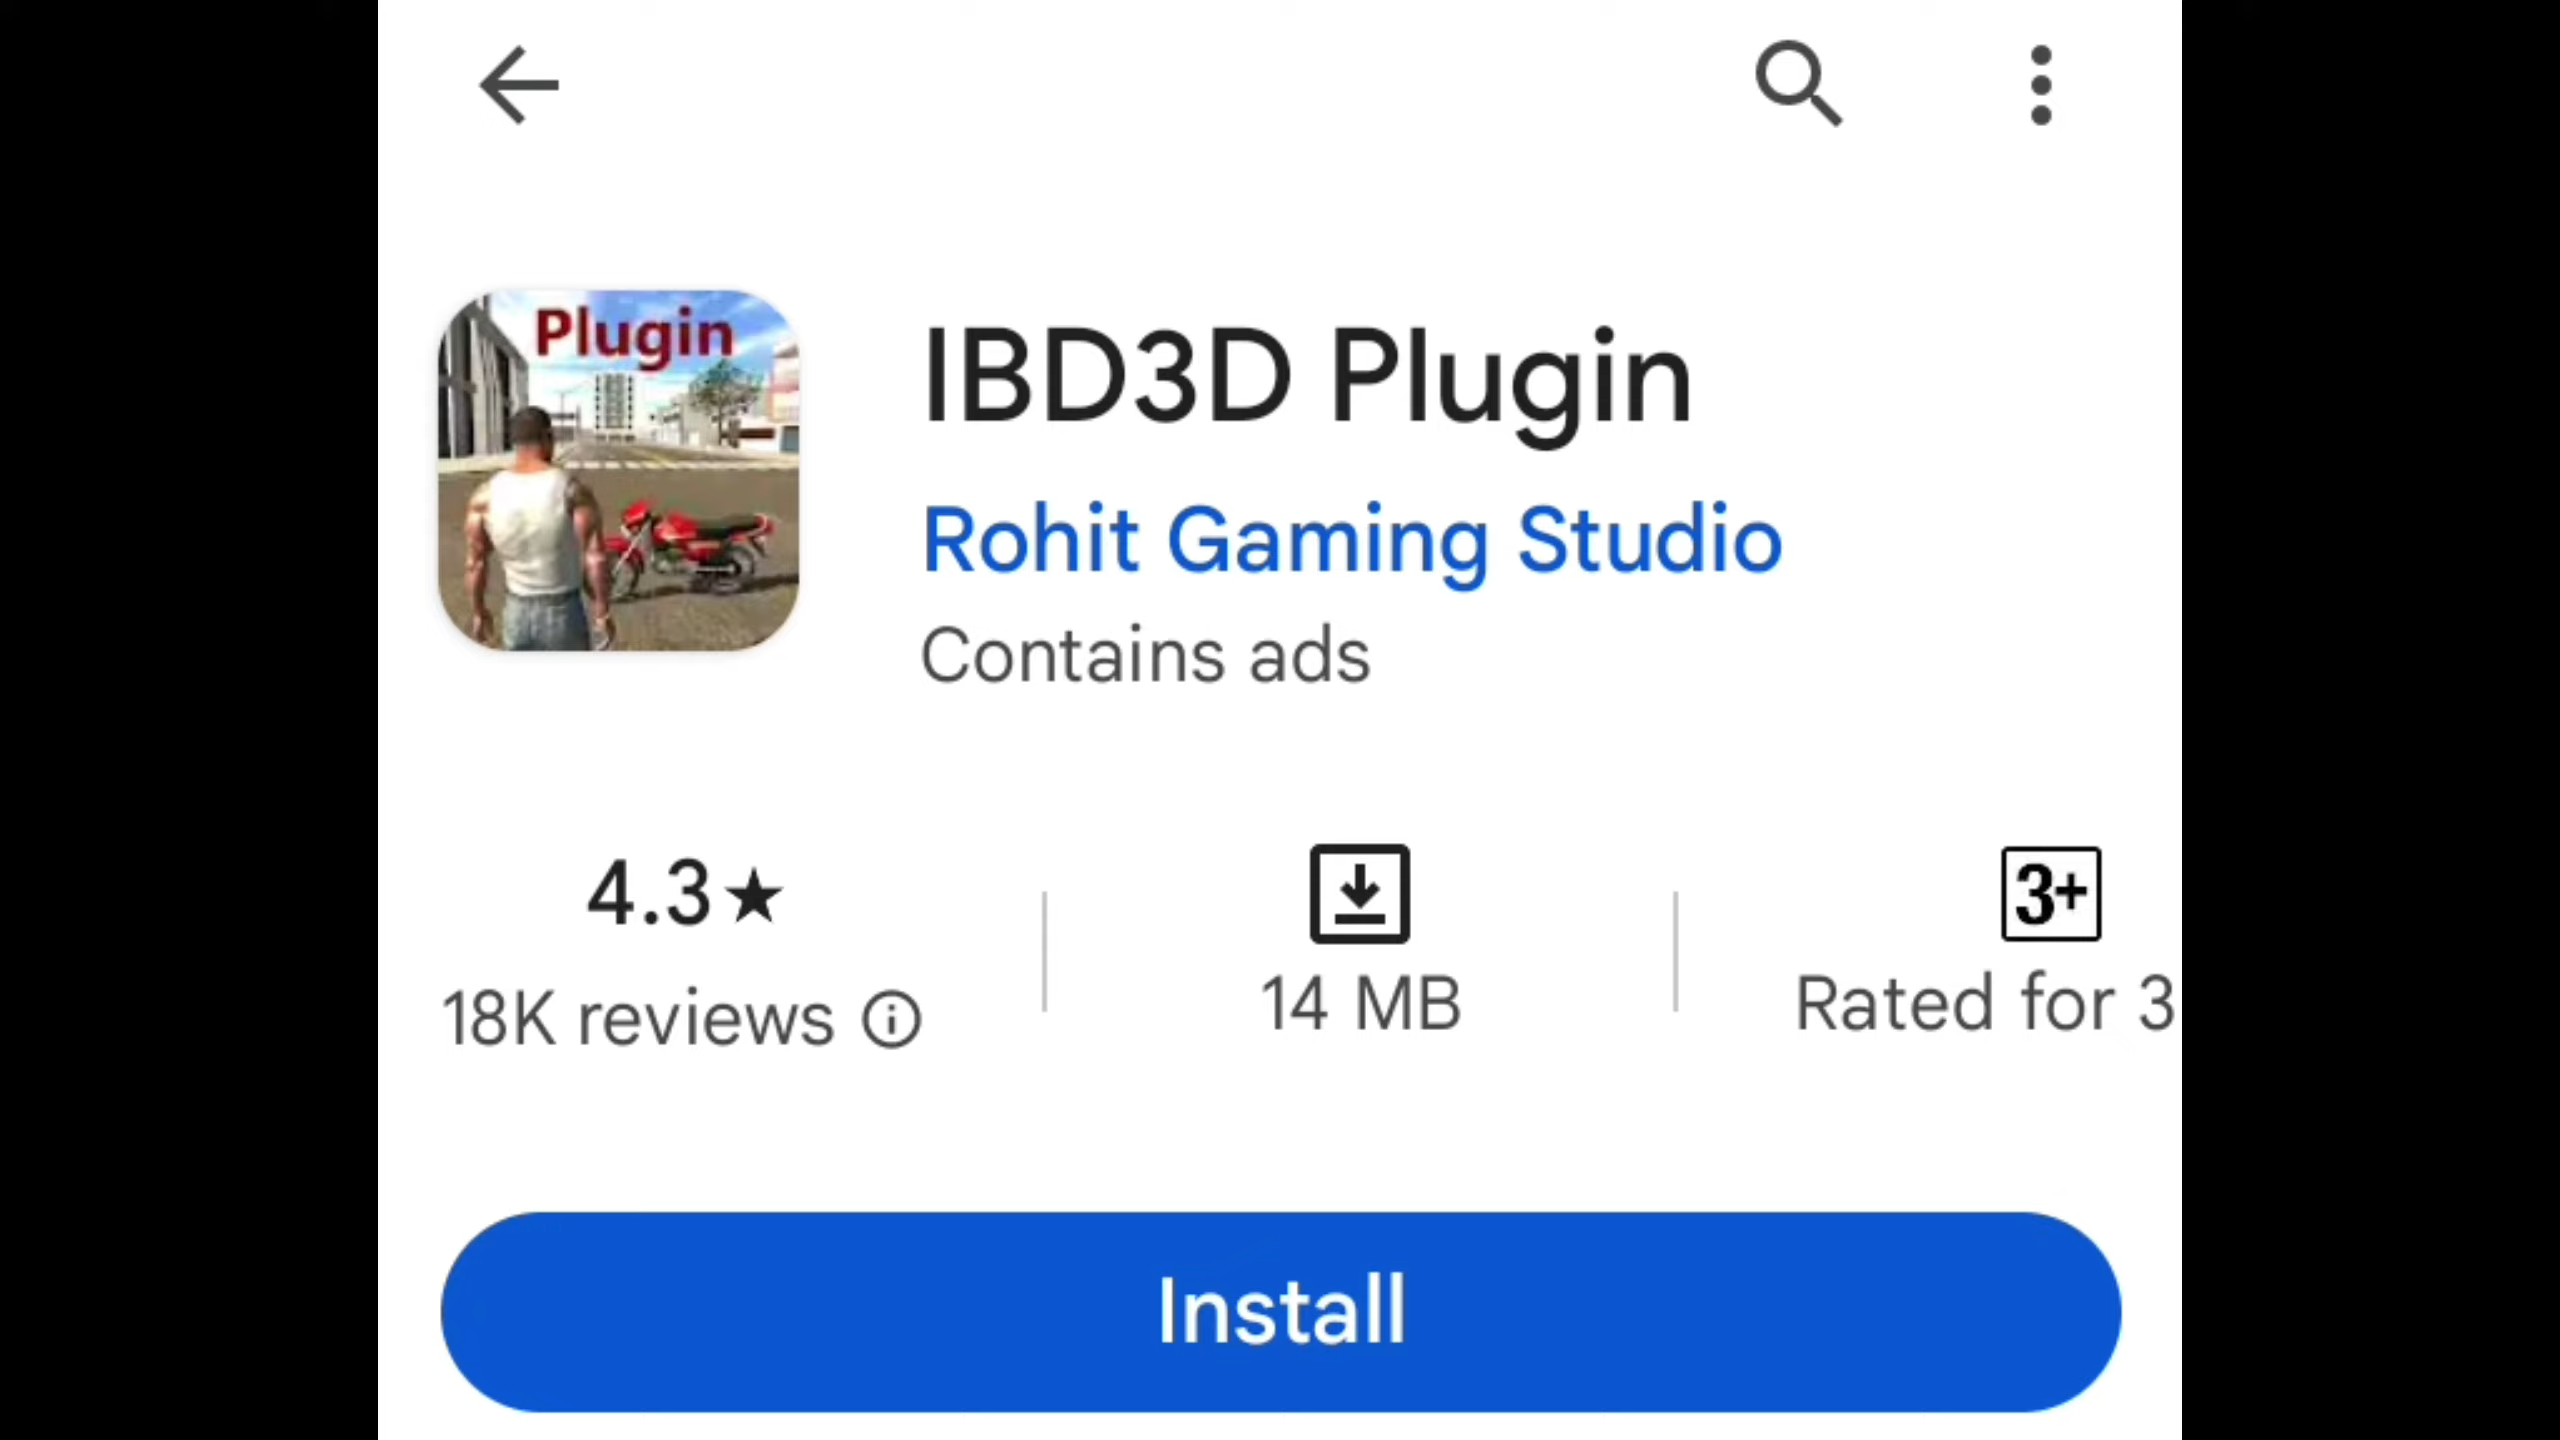 Plugin
IBD3D Plugin
Rohit Gaming Studio
Contains ads
4.3★
18K reviews
14 MB
3+
Rated for 3
Install